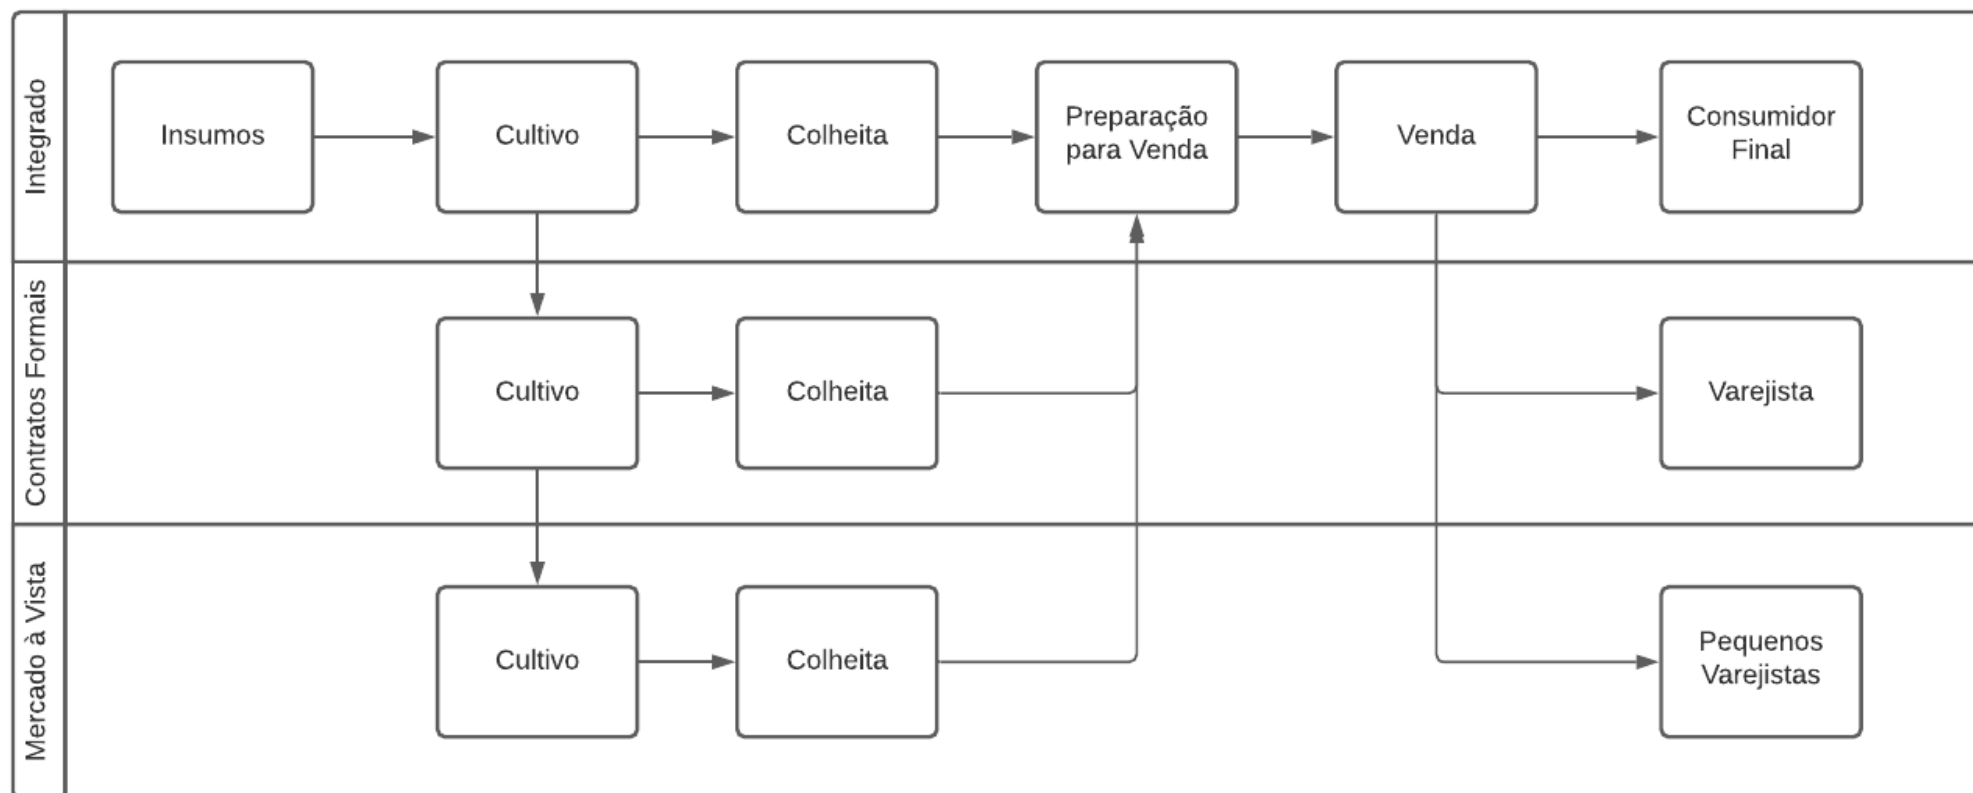 Integrado
Insumos
Cultivo
Colheita
Preparação
para Venda
Venda
Consumidor
Final
Contratos Formais
Cultivo
Colheita
Varejista
Mercado à Vista
Cultivo
Colheita
Pequenos
Varejistas